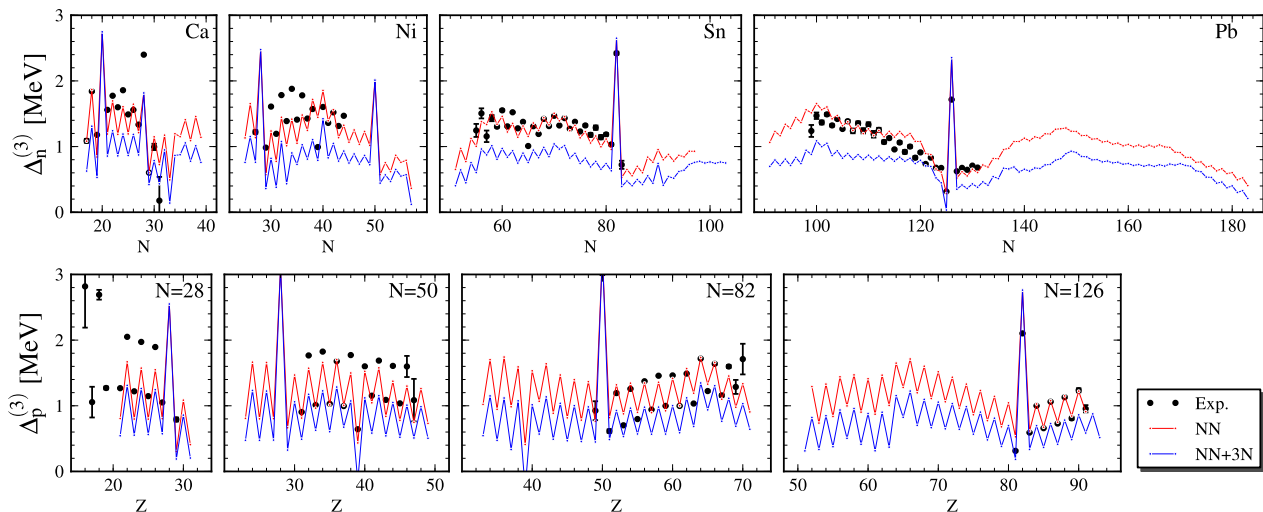 Δn(3) [MeV]
3
2
1
0
Ca
20 30 40
N
Ni
30 40 50
N
Sn
60 80 100
N
Pb
100 120 140 160 180
N
Δp(3) [MeV]
3
2
1
0
N=28
20 30
Z
N=50
30 40 50
Z
N=82
40 50 60 70
Z
N=126
50 60 70 80 90
Z
Exp.
NN
NN+3N